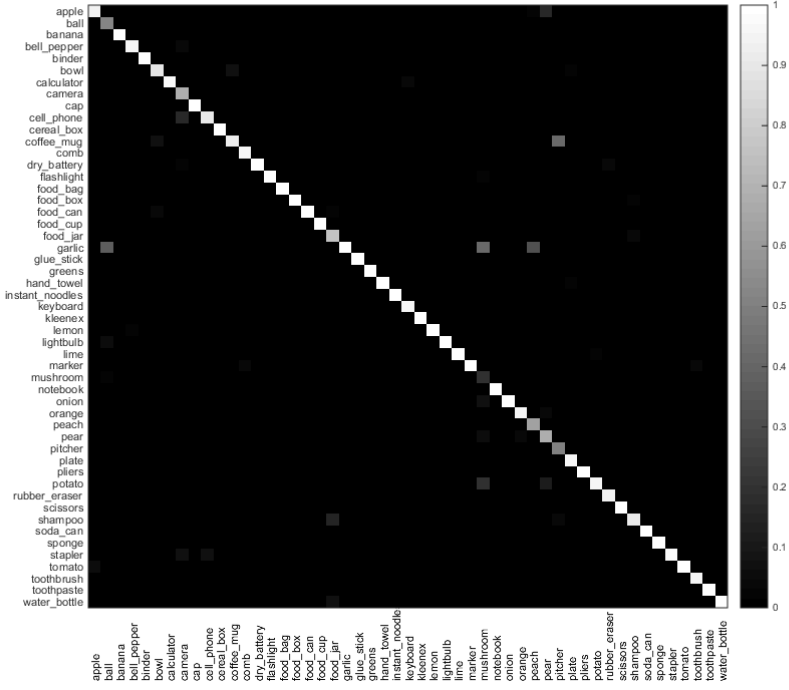 apple
ball
banana
bell_pepper
binder
bowl
calculator
camera
cap
cell_phone
cereal_box
coffee_mug
comb
dry_battery
flashlight
food_bag
food_box
food_can
food_cup
food_jar
garlic
glue_stick
greens
hand_towel
instant_noodles
keyboard
kleenex
lemon
lightbulb
lime
marker
mushroom
notebook
onion
orange
peach
pear
pitcher
plate
pliers
potato
rubber_eraser
scissors
shampoo
soda_can
sponge
stapler
tomato
toothbrush
toothpaste
water_bottle
apple
ball
banana
bell_pepper
binder
bowl
calculator
camera
cap
cell_phone
cereal_box
coffee_mug
comb
dry_battery
flashlight
food_bag
food_box
food_can
food_cup
food_jar
garlic
glue_stick
greens
hand_towel
instant_noodle
keyboard
kleenex
lemon
lightbulb
lime
marker
mushroom
notebook
onion
orange
peach
pear
pitcher
plate
pliers
potato
rubber_eraser
scissors
shampoo
soda_can
sponge
stapler
tomato
toothbrush
toothpaste
water_bottle
1
0.9
0.8
0.7
0.6
0.5
0.4
0.3
0.2
0.1
0